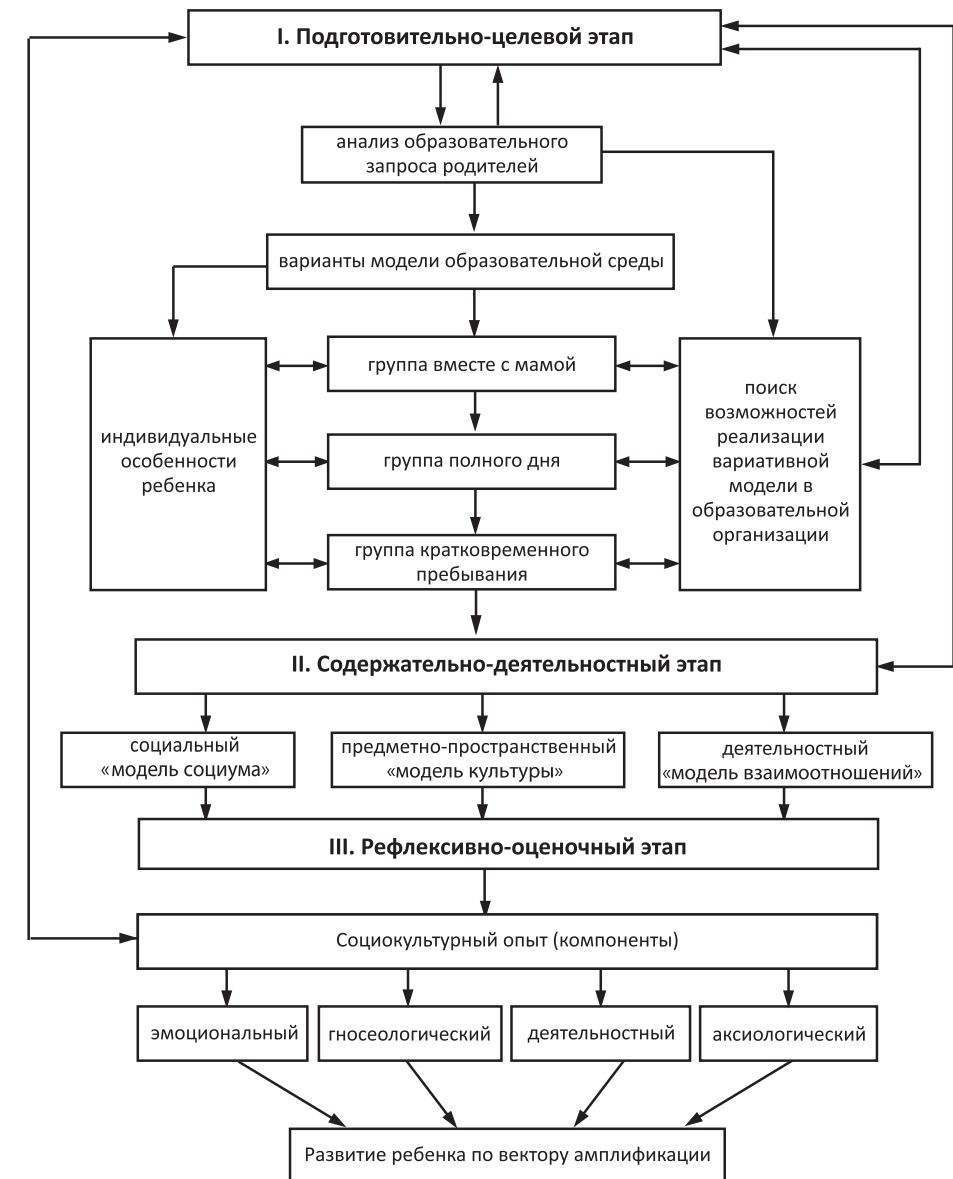 I. Подготовительно-целевой этап
анализ образовательного
запроса родителей
варианты модели образовательной среды
индивидуальные
особенности
ребенка
группа вместе с мамой
группа полного дня
группа кратковременного
пребывания
поиск
возможностей
реализации
вариативной
модели в
образовательной
организации
II. Содержательно-деятельностный этап
социальный
«модель социума»
предметно-пространственный
«модель культуры»
деятельностный
«модель взаимоотношений»
III. Рефлексивно-оценочный этап
Социокультурный опыт (компоненты)
эмоциональный
гносеологический
деятельностный
аксиологический
Развитие ребенка по вектору амплификации